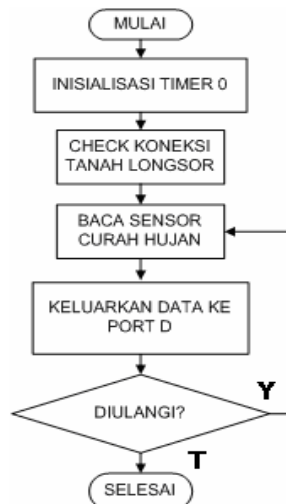 MULAI
INISIALISASI TIMER 0
CHECK KONEKSI
TANAH LONGSOR
BACA SENSOR
CURAH HUJAN
KELUARKAN DATA KE
PORT D
DIULANGI?
Y
T
SELESAI